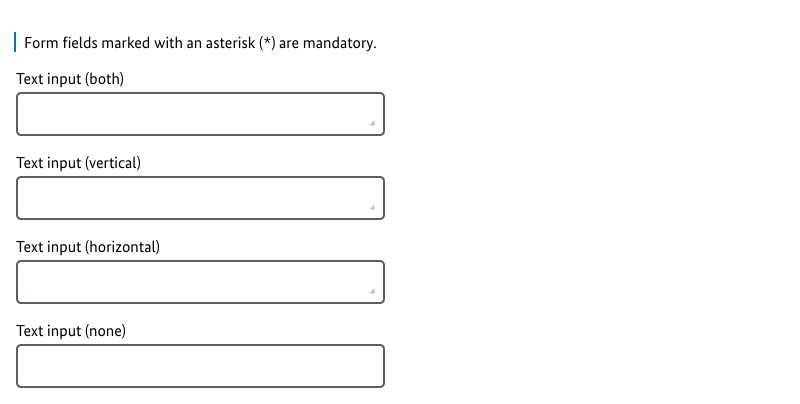 Form fields marked with an asterisk (*) are mandatory.
Text input (both)
Text input (vertical)
Text input (horizontal)
Text input (none)